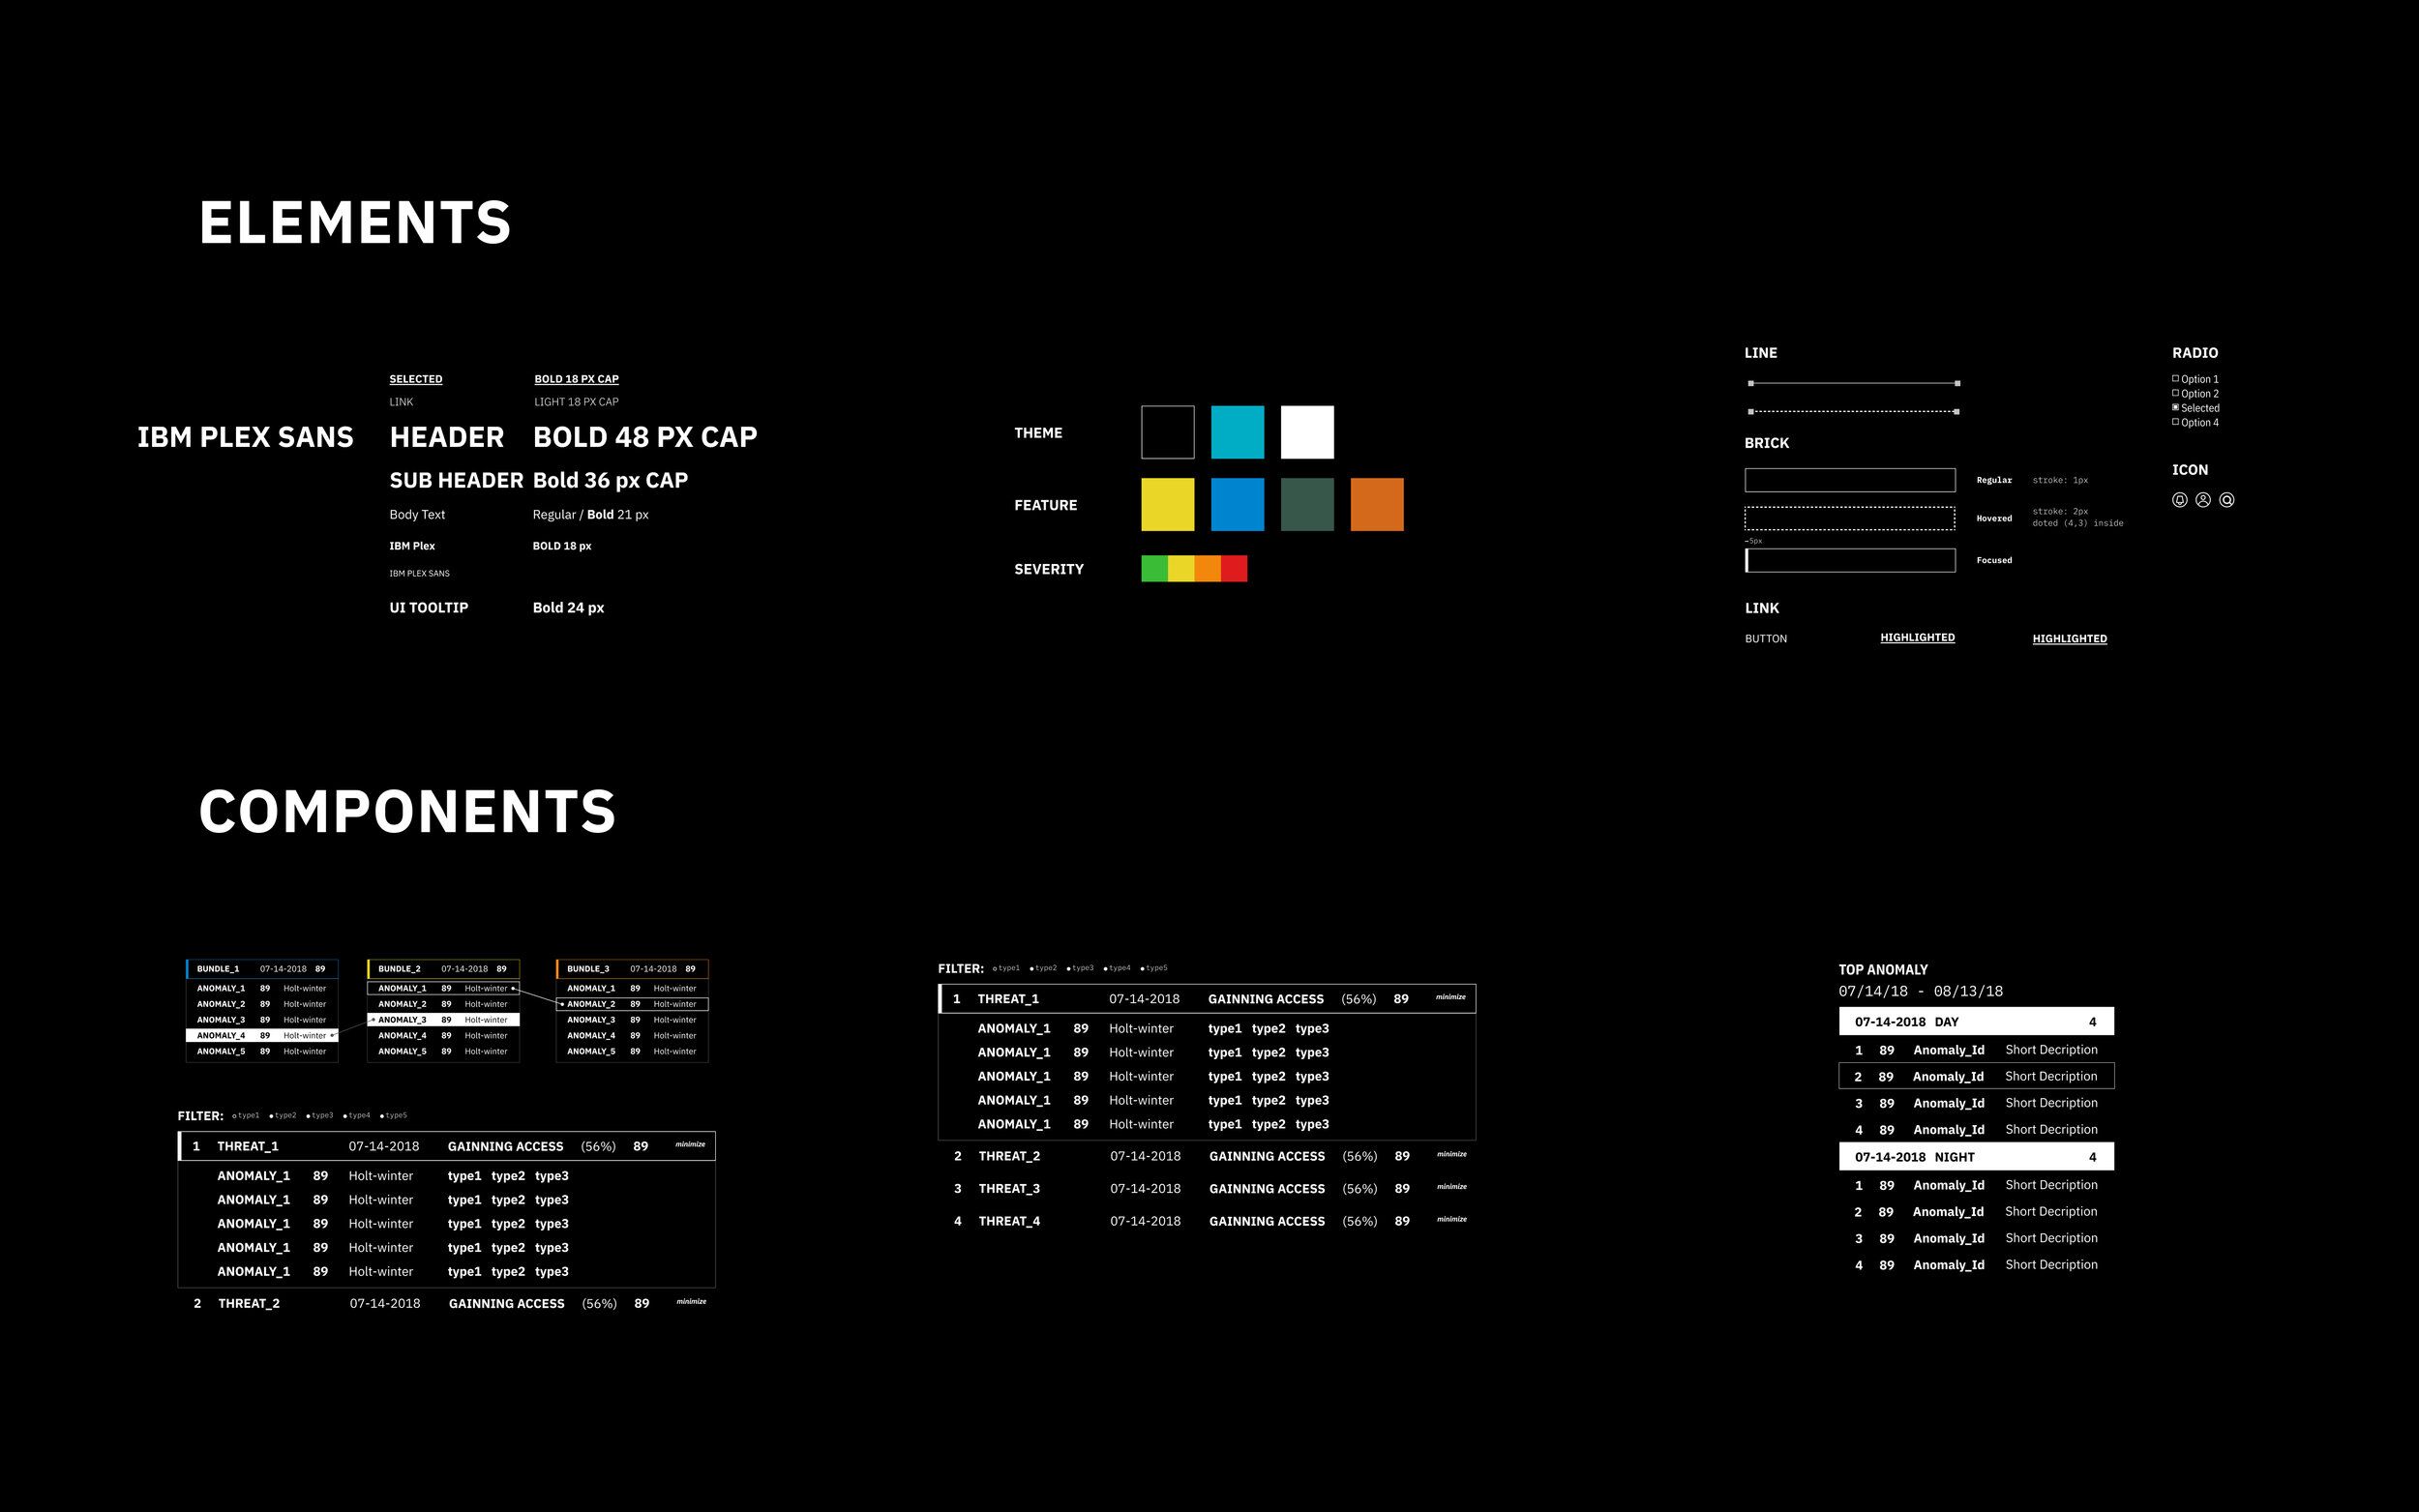 ELEMENTS
SELECTED BOLD 18 PX CAP
LINK LIGHT 18 PX CAP
IBM PLEX SANS HEADER BOLD 48 PX CAP
SUB HEADER Bold 36 px CAP
Body Text Regular / Bold 21 px
IBM Plex BOLD 18 px
IBM PLEX SANS
UI TOOLTIP Bold 24 px
THEME
FEATURE
SEVERITY
LINE
BRICK
Regular stroke: 1px
Hovered stroke: 2px
doted (4,3) inside
5px
Focused
LINK
BUTTON HIGHLIGHTED HIGHLIGHTED
RADIO
Option 1
Option 2
Selected
Option 4
ICON
COMPONENTS
BUNDLE_1 07-14-2018 89
ANOMALY_1 89 Holt-winter
ANOMALY_2 89 Holt-winter
ANOMALY_3 89 Holt-winter
ANOMALY_4 89 Holt-winter
ANOMALY_5 89 Holt-winter
BUNDLE_2 07-14-2018 89
ANOMALY_1 89 Holt-winter
ANOMALY_2 89 Holt-winter
ANOMALY_3 89 Holt-winter
ANOMALY_4 89 Holt-winter
ANOMALY_5 89 Holt-winter
BUNDLE_3 07-14-2018 89
ANOMALY_1 89 Holt-winter
ANOMALY_2 89 Holt-winter
ANOMALY_3 89 Holt-winter
ANOMALY_4 89 Holt-winter
ANOMALY_5 89 Holt-winter
FILTER: type1 type2 type3 type4 type5
1 THREAT_1 07-14-2018 GAINNING ACCESS (56%) 89 minimize
ANOMALY_1 89 Holt-winter type1 type2 type3
ANOMALY_1 89 Holt-winter type1 type2 type3
ANOMALY_1 89 Holt-winter type1 type2 type3
ANOMALY_1 89 Holt-winter type1 type2 type3
ANOMALY_1 89 Holt-winter type1 type2 type3
2 THREAT_2 07-14-2018 GAINNING ACCESS (56%) 89 minimize
FILTER: type1 type2 type3 type4 type5
1 THREAT_1 07-14-2018 GAINNING ACCESS (56%) 89 minimize
ANOMALY_1 89 Holt-winter type1 type2 type3
ANOMALY_1 89 Holt-winter type1 type2 type3
ANOMALY_1 89 Holt-winter type1 type2 type3
ANOMALY_1 89 Holt-winter type1 type2 type3
ANOMALY_1 89 Holt-winter type1 type2 type3
2 THREAT_2 07-14-2018 GAINNING ACCESS (56%) 89 minimize
3 THREAT_3 07-14-2018 GAINNING ACCESS (56%) 89 minimize
4 THREAT_4 07-14-2018 GAINNING ACCESS (56%) 89 minimize
TOP ANOMALY
07/14/18 - 08/13/18
07-14-2018 DAY 4
1 89 Anomaly_Id Short Decription
2 89 Anomaly_Id Short Decription
3 89 Anomaly_Id Short Decription
4 89 Anomaly_Id Short Decription
07-14-2018 NIGHT 4
1 89 Anomaly_Id Short Decription
2 89 Anomaly_Id Short Decription
3 89 Anomaly_Id Short Decription
4 89 Anomaly_Id Short Decription